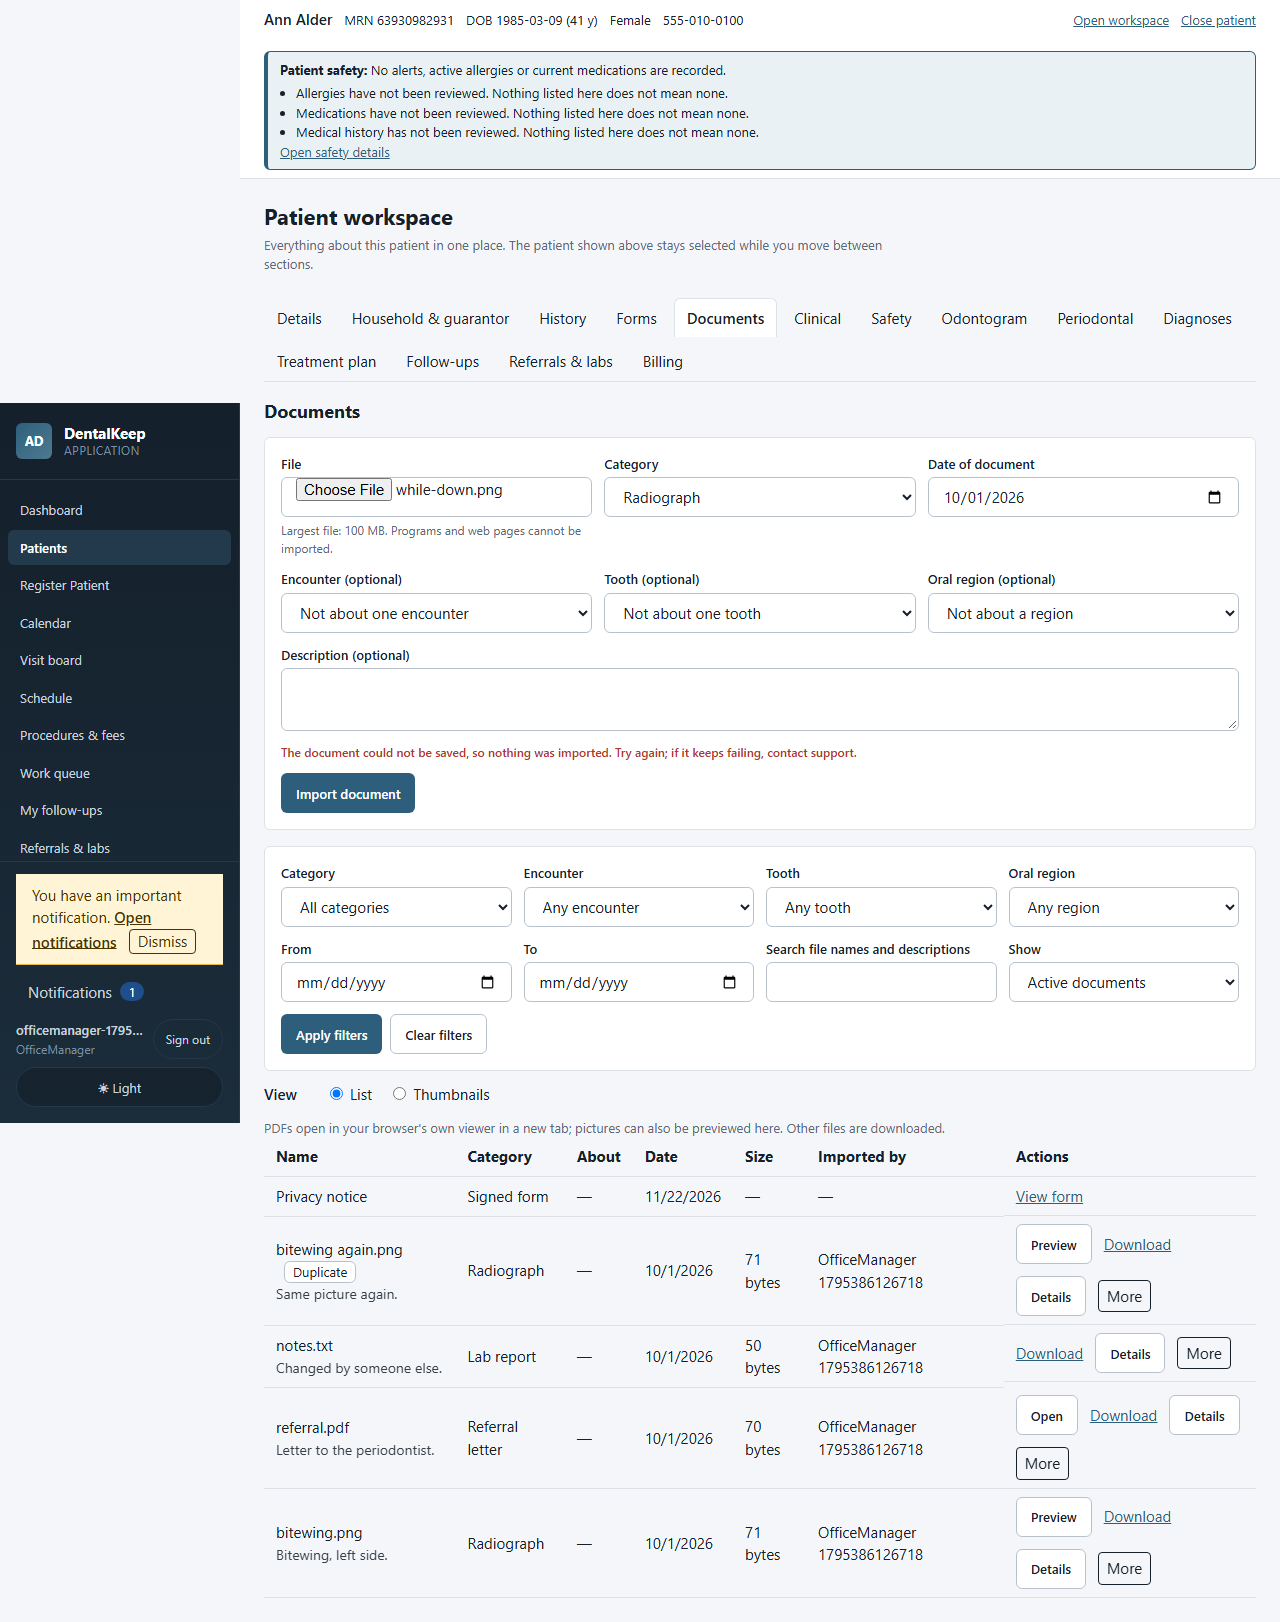 Ann Alder MRN 63930982931 DOB 1985-03-09 (41 y) Female 555-010-0100 Open workspace Close patient
Patient safety: No alerts, active allergies or current medications are recorded.
• Allergies have not been reviewed. Nothing listed here does not mean none.
• Medications have not been reviewed. Nothing listed here does not mean none.
• Medical history has not been reviewed. Nothing listed here does not mean none.
Open safety details
Patient workspace
Everything about this patient in one place. The patient shown above stays selected while you move between
sections.
Details Household & guarantor History Forms Documents Clinical Safety Odontogram Periodontal Diagnoses
Treatment plan Follow-ups Referrals & labs Billing
AD DentalKeep
APPLICATION
Dashboard
Patients
Register Patient
Calendar
Visit board
Schedule
Procedures & fees
Work queue
My follow-ups
Referrals & labs
You have an important
notification. Open
notifications Dismiss
Notifications 1
officemanager-1795...
OfficeManager
Sign out
☀ Light
Documents
File Category Date of document
Choose File while-down.png Radiograph 10/01/2026
Largest file: 100 MB. Programs and web pages cannot be
imported.
Encounter (optional) Tooth (optional) Oral region (optional)
Not about one encounter Not about one tooth Not about a region
Description (optional)
The document could not be saved, so nothing was imported. Try again; if it keeps failing, contact support.
Import document
Category Encounter Tooth Oral region
All categories Any encounter Any tooth Any region
From To Search file names and descriptions Show
mm/dd/yyyy mm/dd/yyyy Active documents
Apply filters Clear filters
View List Thumbnails
PDFs open in your browser's own viewer in a new tab; pictures can also be previewed here. Other files are downloaded.
Name Category About Date Size Imported by Actions
Privacy notice Signed form — 11/22/2026 — — View form
bitewing again.png
Duplicate
Same picture again.
Radiograph — 10/1/2026
71
bytes
OfficeManager
1795386126718
Preview Download
Details More
notes.txt
Changed by someone else.
Lab report — 10/1/2026
50
bytes
OfficeManager
1795386126718
Download Details More
referral.pdf
Letter to the periodontist.
Referral
letter
— 10/1/2026
70
bytes
OfficeManager
1795386126718
Open Download Details
More
bitewing.png
Bitewing, left side.
Radiograph — 10/1/2026
71
bytes
OfficeManager
1795386126718
Preview Download
Details More